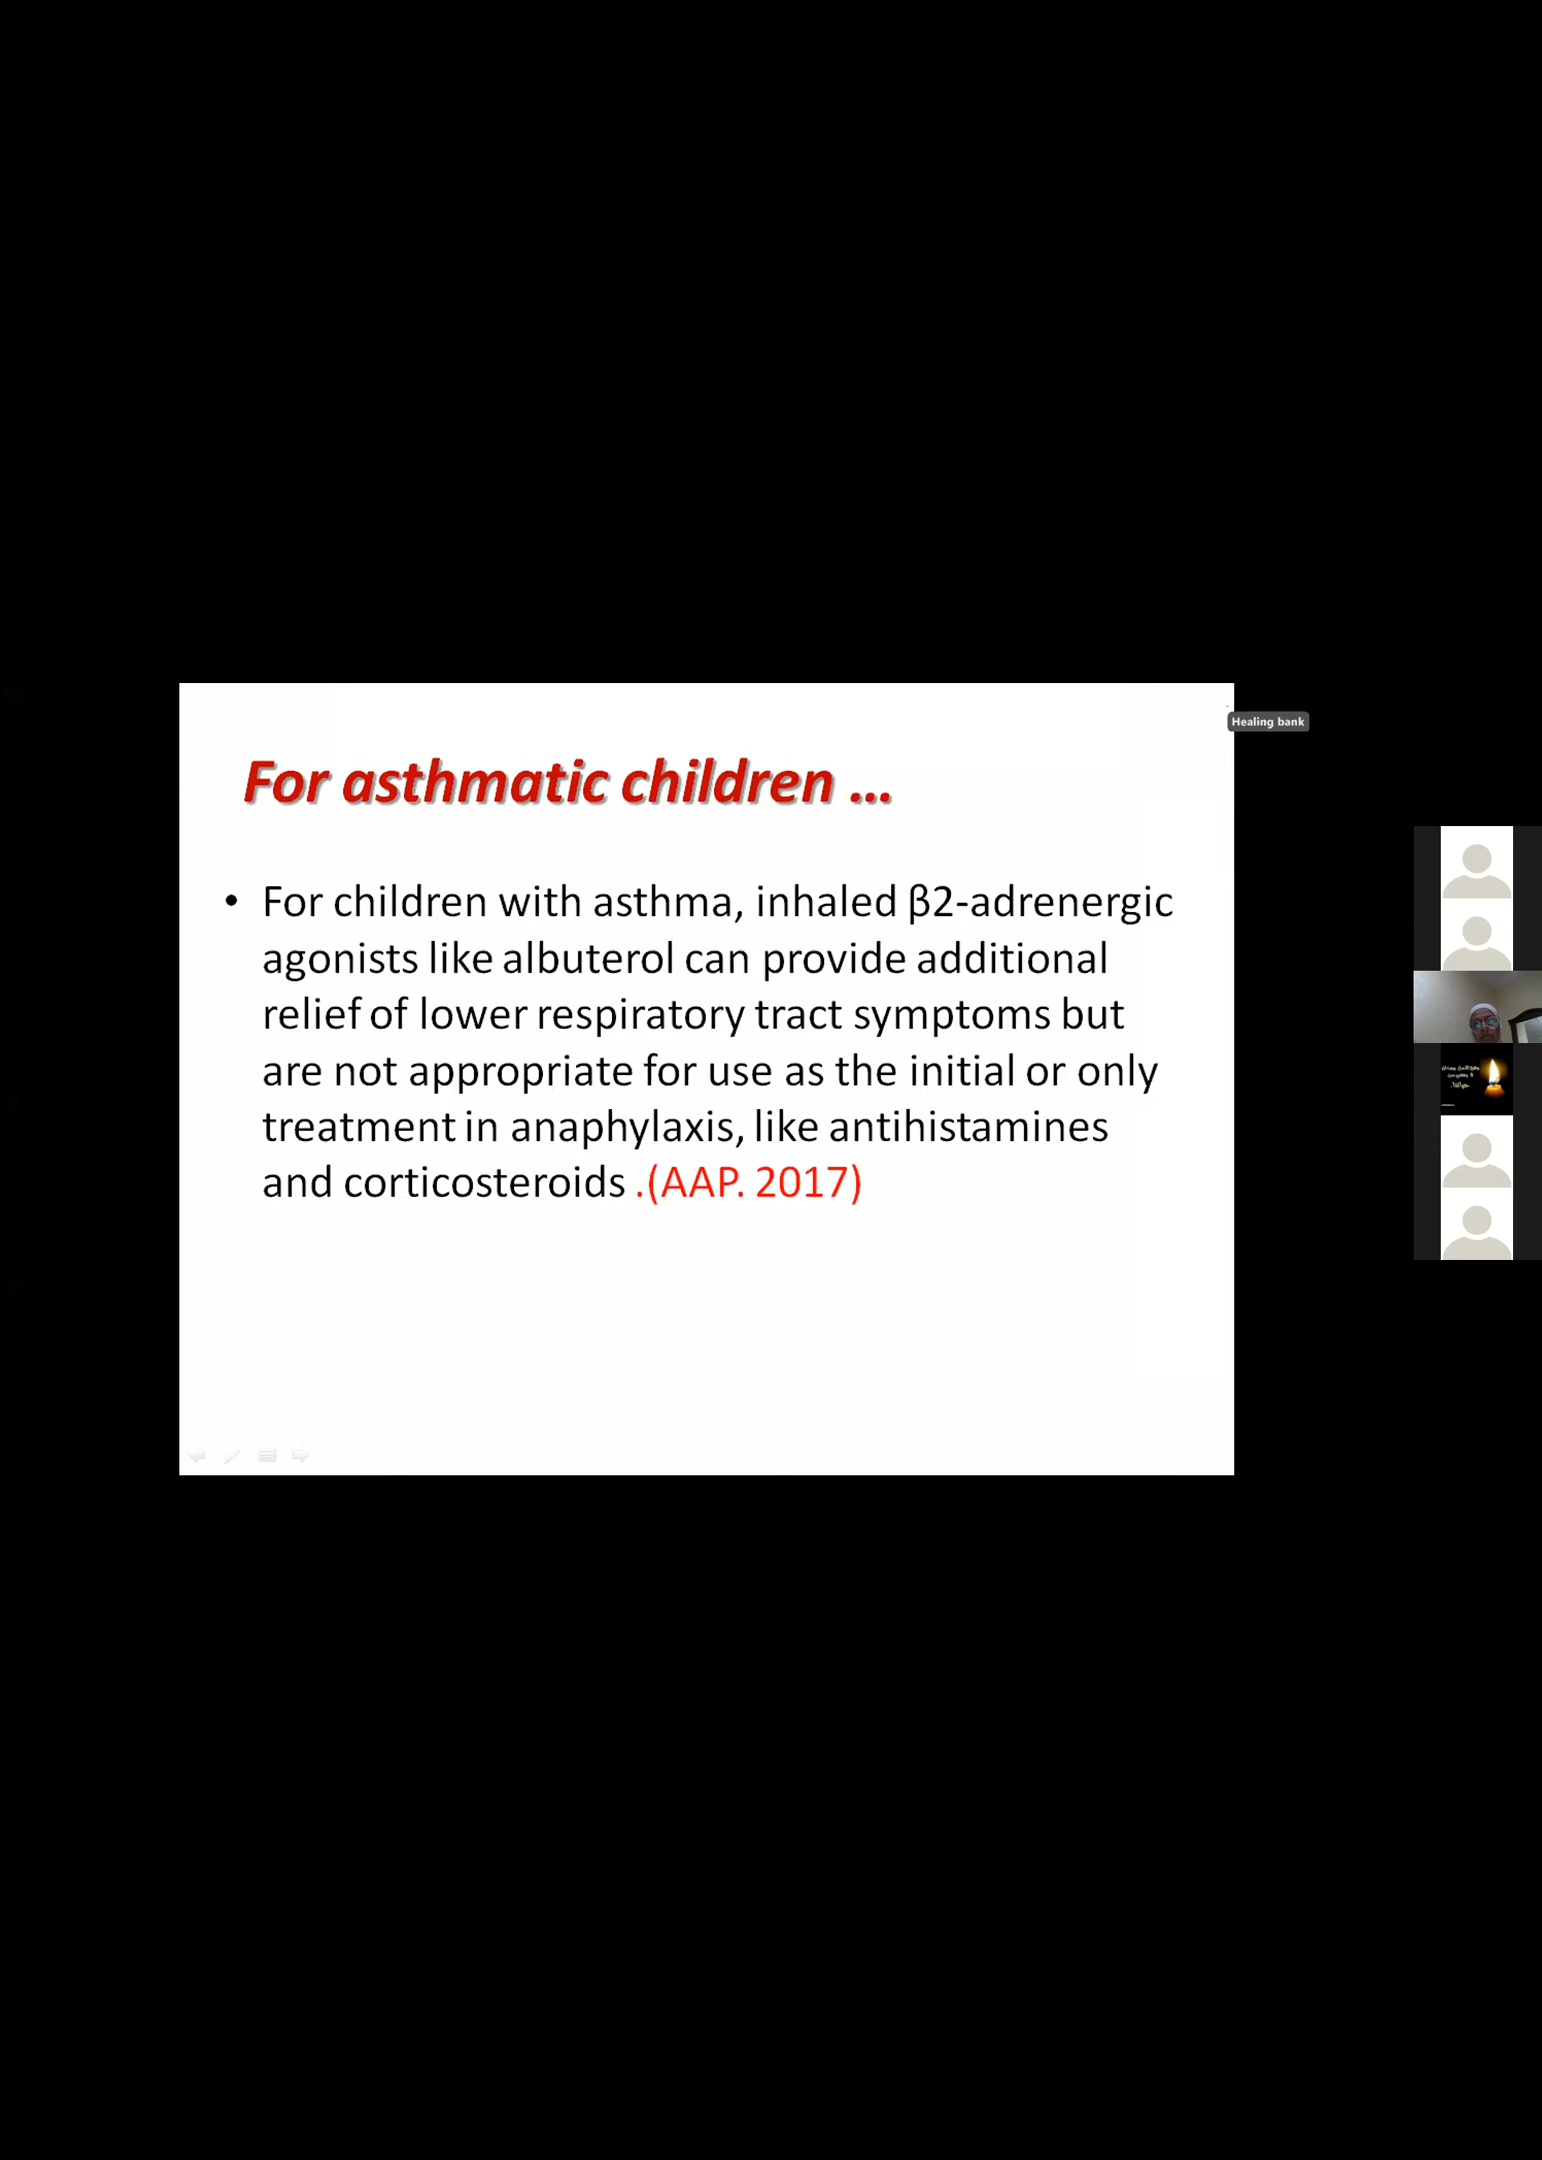 Healing bank
For asthmatic children ...
• For children with asthma, inhaled β2-adrenergic
agonists like albuterol can provide additional
relief of lower respiratory tract symptoms but
are not appropriate for use as the initial or only
treatment in anaphylaxis, like antihistamines
and corticosteroids .(AAP. 2017)